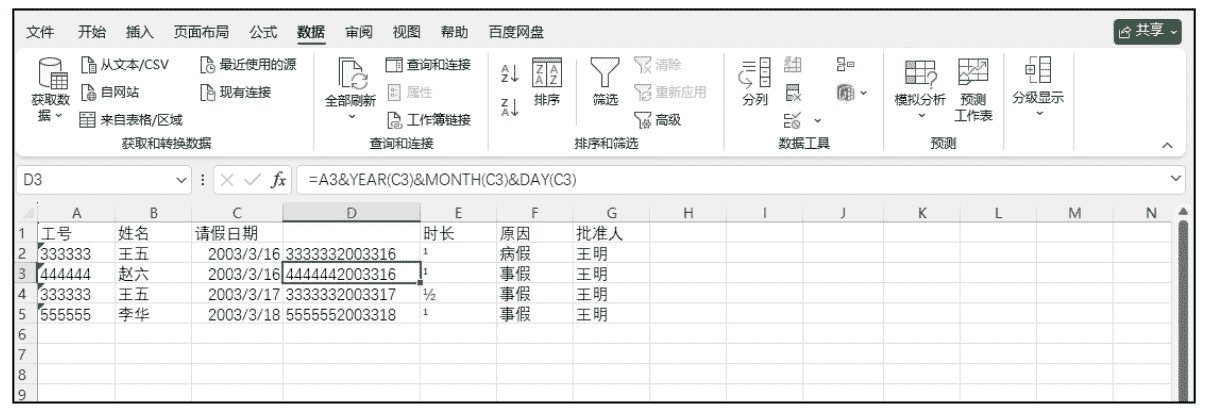 文件 开始 插入 页面布局 公式 数据 审阅 视图 帮助 百度网盘 共享
获取数据 从文本/CSV 最近使用的源 全部刷新 查询和连接 排序 筛选 清除 分列 模拟分析 预测工作表 分级显示
自网站 现有连接 属性 重新应用
来自表格/区域 工作簿链接 高级
获取和转换数据 查询和连接 排序和筛选 数据工具 预测
D3 fx =A3&YEAR(C3)&MONTH(C3)&DAY(C3)
A B C D E F G H I J K L M N
1 工号 姓名 请假日期 时长 原因 批准人
2 333333 王五 2003/3/16 3333332003316 ¹ 病假 王明
3 444444 赵六 2003/3/16 4444442003316 ¹ 事假 王明
4 333333 王五 2003/3/17 3333332003317 ½ 事假 王明
5 555555 李华 2003/3/18 5555552003318 ¹ 事假 王明
6
7
8
9